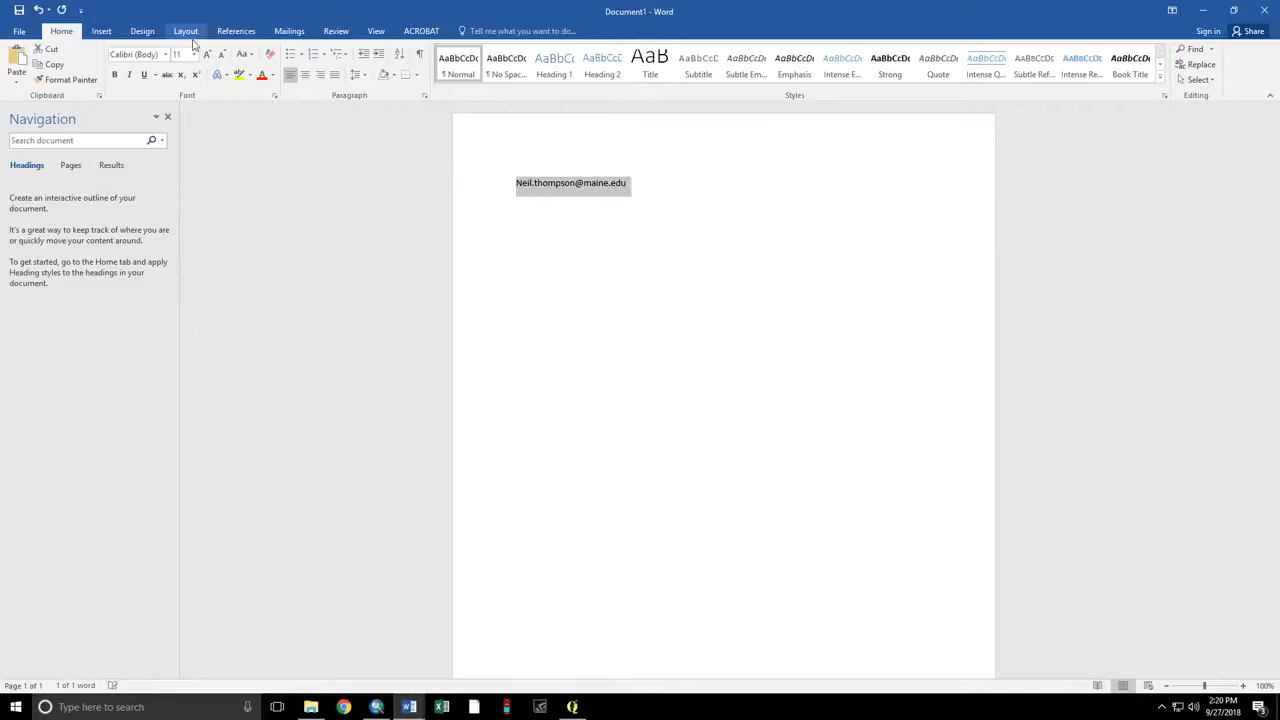 Document1 - Word
File Home Insert Design Layout References Mailings Review View ACROBAT Tell me what you want to do... Sign in Share
Paste Cut Copy Format Painter
Clipboard
Calibri (Body) 11
Font
Paragraph
AaBbCcDc AaBbCcDc AaBbC AaBbCc AaB AaBbCcD AaBbCcDc AaBbCcDc AaBbCcDc AaBbCcDc AaBbCcDc AaBbCcDc AaBbCcDc AaBbCcDc AaBbCcDc
¶ Normal ¶ No Spac... Heading 1 Heading 2 Title Subtitle Subtle Em... Emphasis Intense E... Strong Quote Intense Q... Subtle Ref... Intense Re... Book Title
Styles
Find
Replace
Select
Editing
Navigation
Search document
Headings Pages Results
Create an interactive outline of your
document.
It's a great way to keep track of where you are
or quickly move your content around.
To get started, go to the Home tab and apply
Heading styles to the headings in your
document.
Neil.thompson@maine.edu
Page 1 of 1 1 of 1 word 100%
Type here to search
2:20 PM
9/27/2018